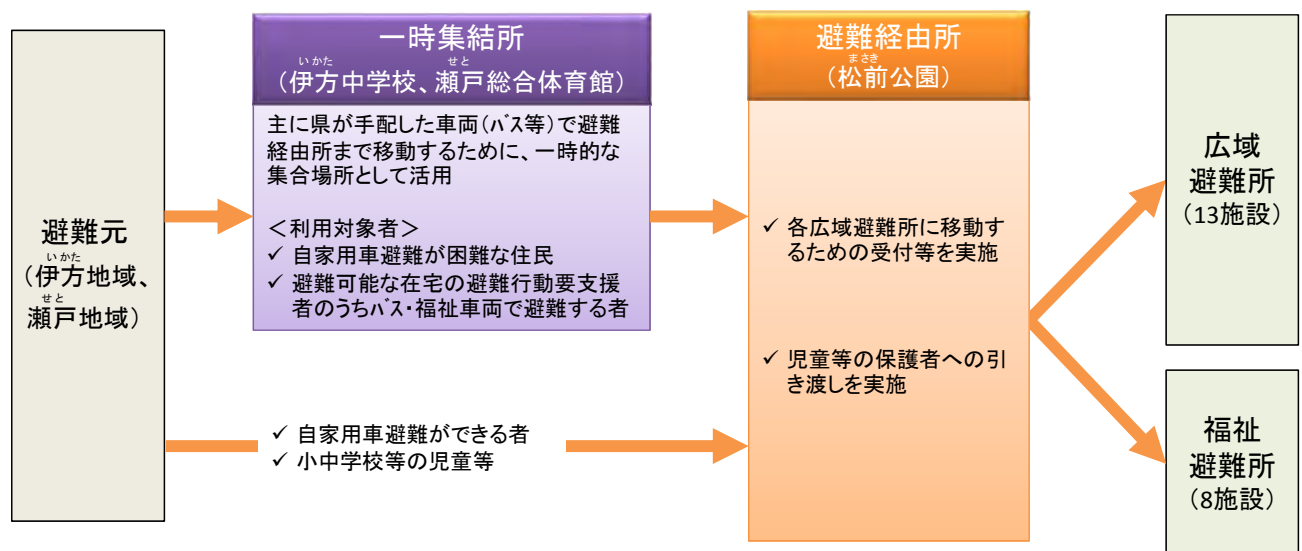 避難元
いかた
（伊方地域、
せと
瀬戸地域）
一時集結所
いかた せと
（伊方中学校、瀬戸総合体育館）
主に県が手配した車両（バス等）で避難
経由所まで移動するために、一時的な
集合場所として活用
＜利用対象者＞
✓ 自家用車避難が困難な住民
✓ 避難可能な在宅の避難行動要支援
者のうちバス・福祉車両で避難する者
✓ 自家用車避難ができる者
✓ 小中学校等の児童等
避難経由所
まさき
（松前公園）
✓ 各広域避難所に移動す
るための受付等を実施
✓ 児童等の保護者への引
き渡しを実施
広域
避難所
（13施設）
福祉
避難所
（8施設）